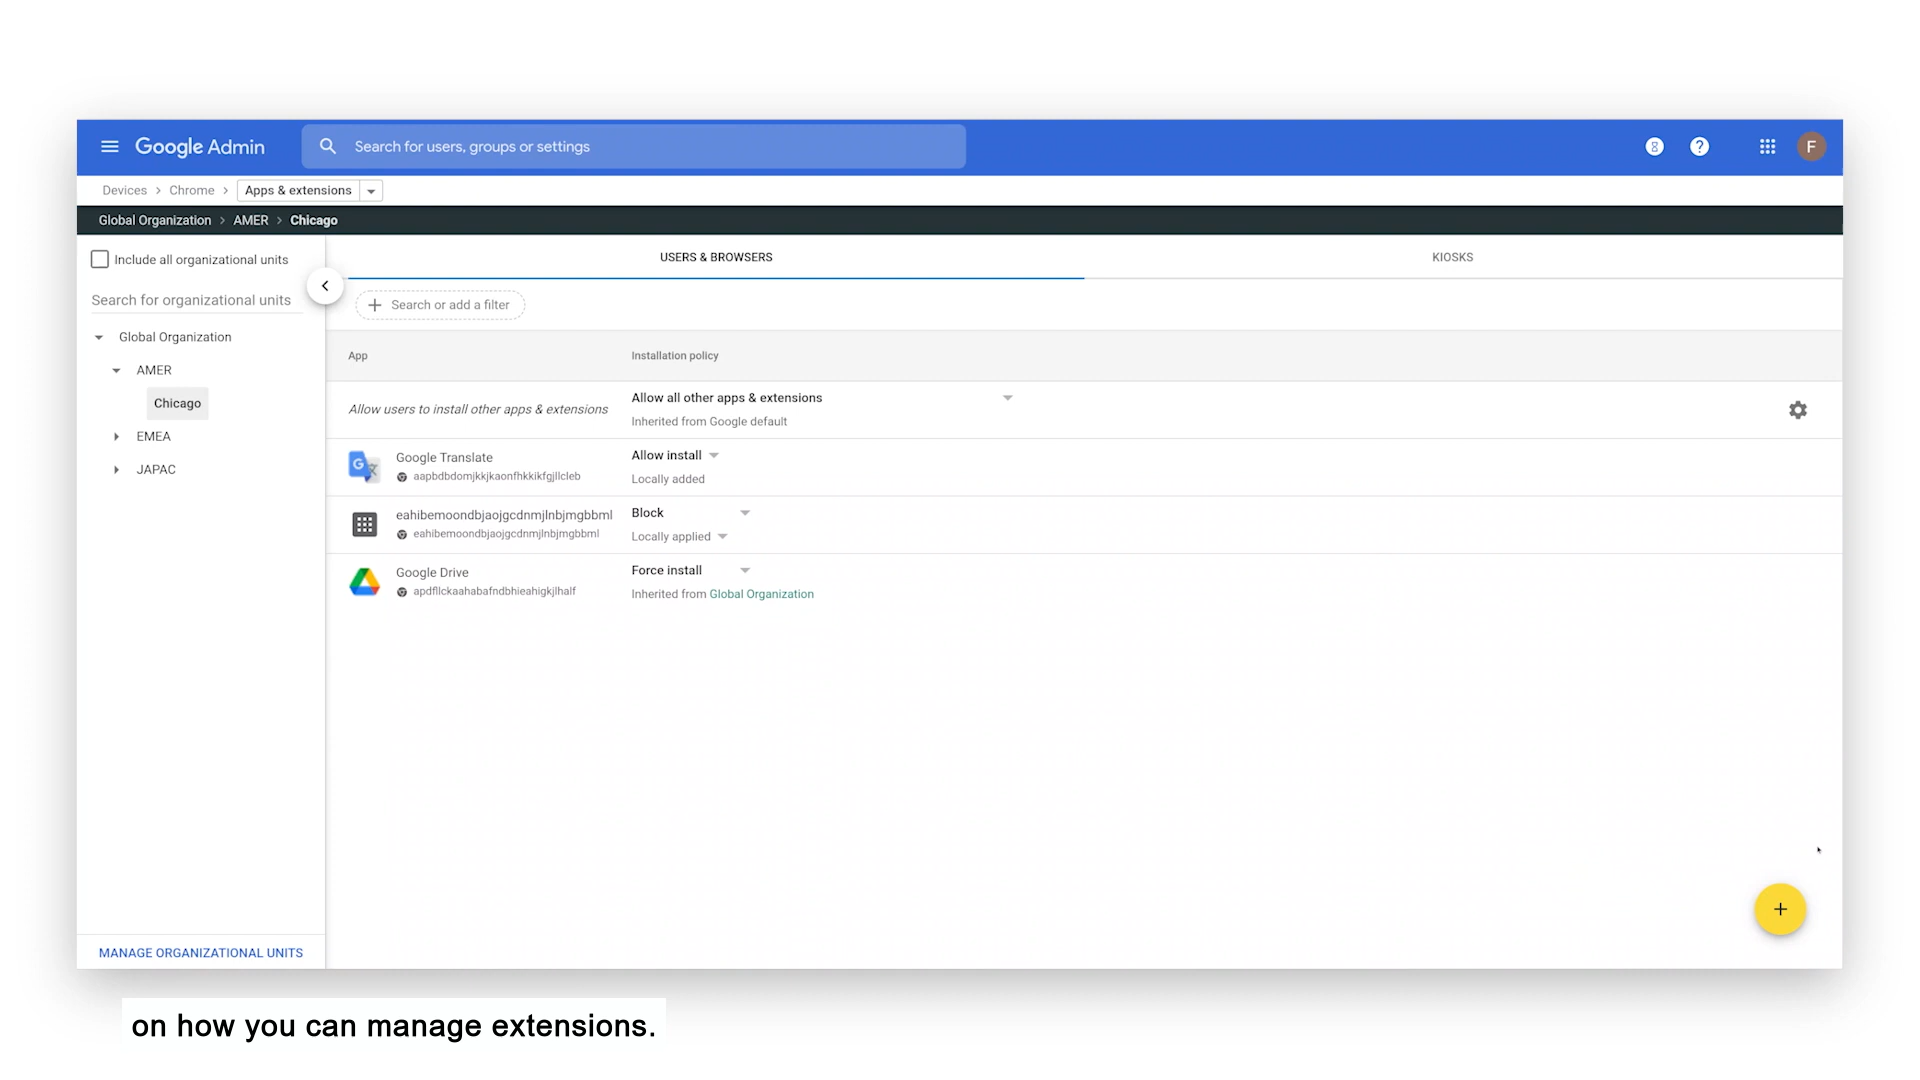 Google Admin
Search for users, groups or settings
F
Devices > Chrome > Apps & extensions
Global Organization > AMER > Chicago
Include all organizational units
Search for organizational units
Global Organization
AMER
Chicago
EMEA
JAPAC
MANAGE ORGANIZATIONAL UNITS
USERS & BROWSERS
KIOSKS
Search or add a filter
App
Installation policy
Allow users to install other apps & extensions
Allow all other apps & extensions
Inherited from Google default
Google Translate
aapbdbdomjkkjkaonfhkkikfgjllcleb
Allow install
Locally added
eahibemoondbjaojgcdnmjlnbjmgbbml
eahibemoondbjaojgcdnmjlnbjmgbbml
Block
Locally applied
Google Drive
apdfllckaahabafndbhieahigkjlhalf
Force install
Inherited from Global Organization
on how you can manage extensions.